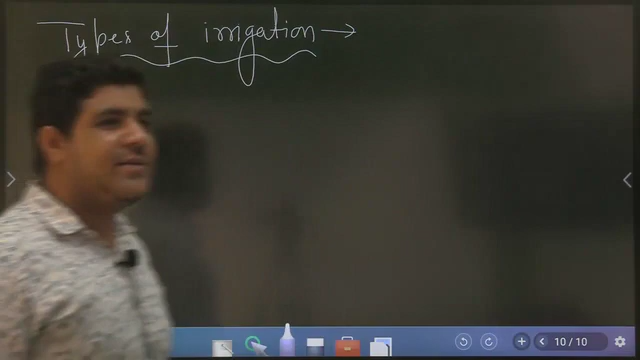 Types of irrigation →
10 / 10